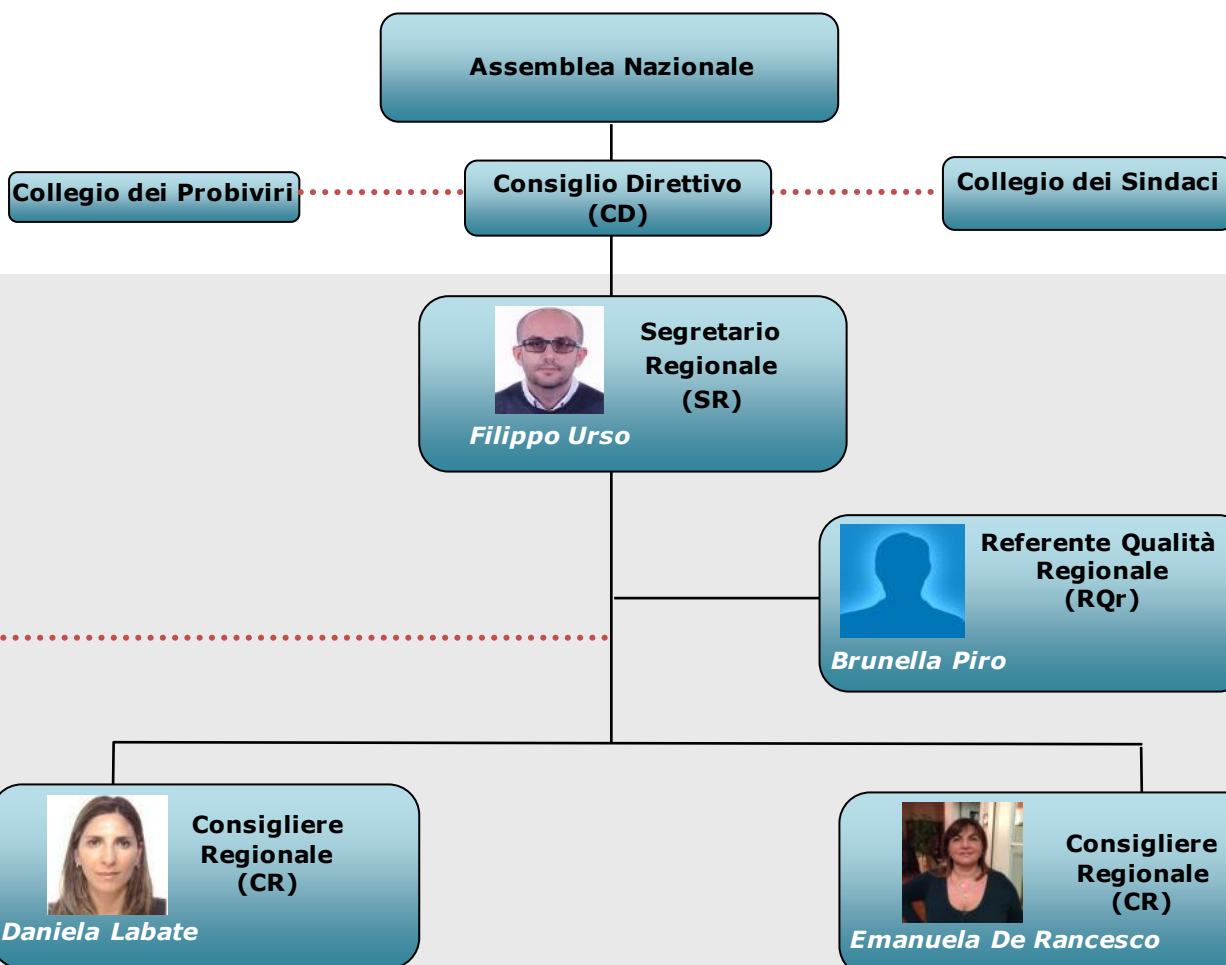 Assemblea Nazionale
Collegio dei Probiviri
Consiglio Direttivo
(CD)
Collegio dei Sindaci
Segretario
Regionale
(SR)
Filippo Urso
Referente Qualità
Regionale
(RQr)
Brunella Piro
Consigliere
Regionale
(CR)
Daniela Labate
Consigliere
Regionale
(CR)
Emanuela De Rancesco